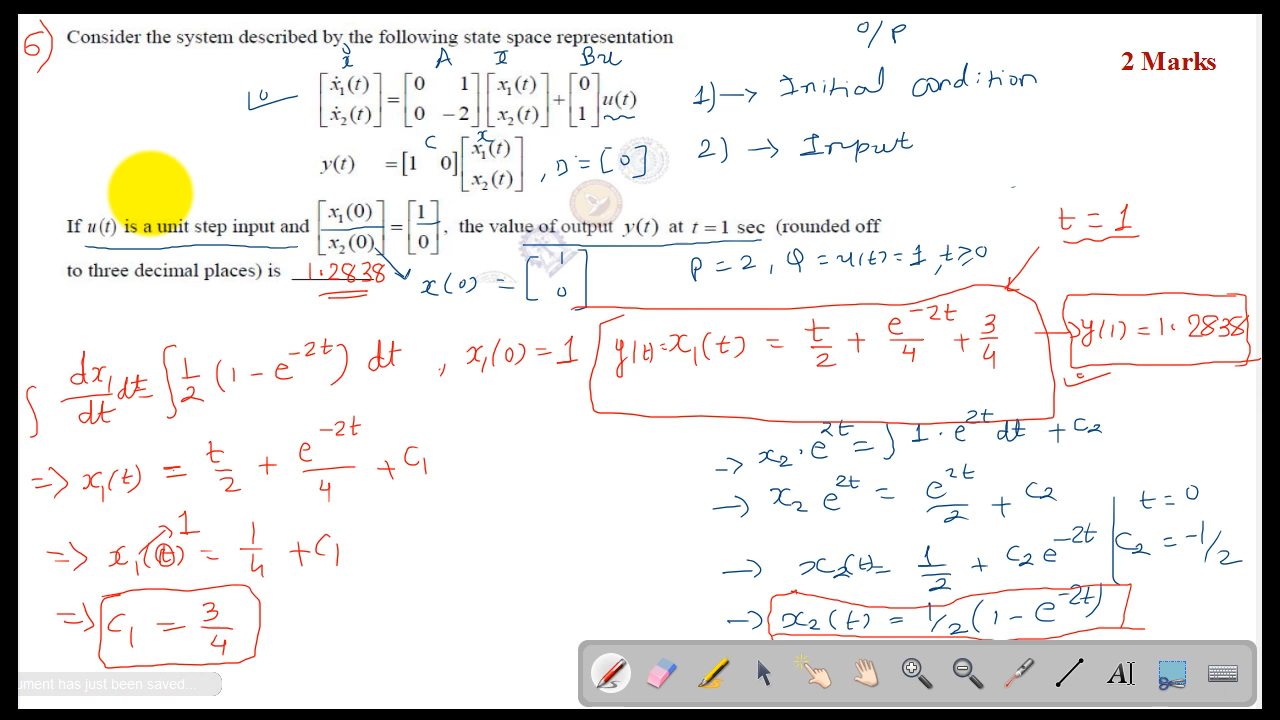 6)
Consider the system described by the following state space representation
O/P
2 Marks
ẋ A x Bu
[ẋ₁(t) ẋ₂(t)] = [0 1 0 −2] [x₁(t) x₂(t)] + [0 1] u(t)
1) → Initial condition
C x
y(t) = [1 0] [x₁(t) x₂(t)] , D = [0]
2) → Input
If u(t) is a unit step input and [x₁(0) x₂(0)] = [1 0], the value of output y(t) at t = 1 sec (rounded off
t = 1
to three decimal places) is 1.2838
x(0) = [1 0]
P = 2, Q = u(t) = 1, t ≥ 0
∫ dx₁/dt dt = ∫ 1/2 (1 − e^−2t) dt , x₁(0) = 1
y(t) = x₁(t) = t/2 + e^−2t/4 + 3/4
→ y(1) = 1.2838
⇒ x₁(t) = t/2 + e^−2t/4 + C₁
⇒ x₁(t) 1 = 1/4 + C₁
⇒ C₁ = 3/4
→ x₂ · e^2t = ∫ 1 · e^2t dt + C₂
→ x₂ e^2t = e^2t/2 + C₂
t = 0
→ x₂(t) = 1/2 + C₂ e^−2t
C₂ = −1/2
→ x₂(t) = 1/2 (1 − e^−2t)
ument has just been saved...
A